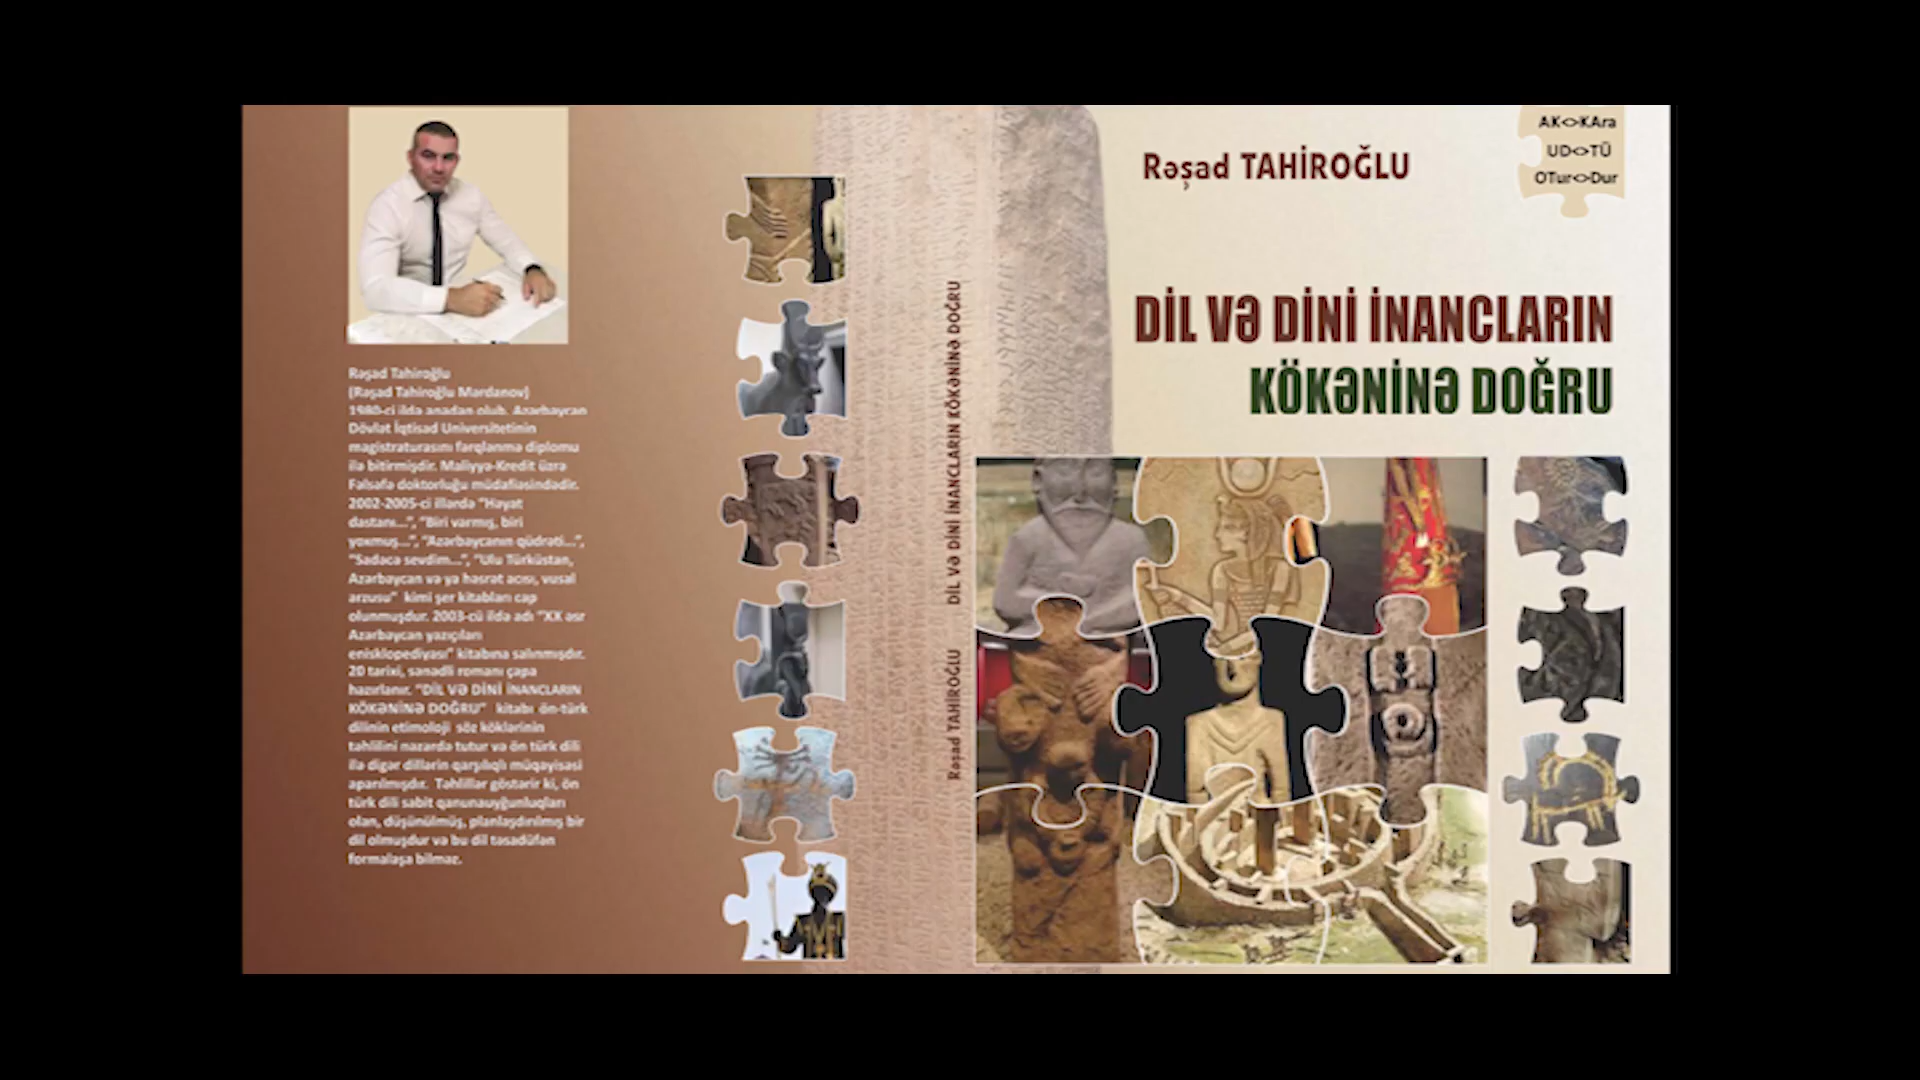 Rəşad Tahiroğlu
(Rəşad Tahiroğlu Mərdanov)
1980-ci ildə anadan olub. Azərbaycan
Dövlət İqtisad Universitetinin
magistraturasını fərqlənmə diplomu
ilə bitirmişdir. Maliyyə-Kredit üzrə
Fəlsəfə doktorluğu müdafiəsindədir.
2002-2005-ci illərdə "Həyat
dastanı...", "Biri varmış, biri
yoxmuş...", "Azərbaycanın qüdrəti...",
"Sadəcə sevdim...", "Ulu Türküstan,
Azərbaycan və ya həsrət acısı, vusal
arzusu" kimi şer kitabları çap
olunmuşdur. 2003-cü ildə adı "XX əsr
Azərbaycan yazıçıları
enisklopediyası" kitabına salınmışdır.
20 tarixi, sənədli romanı çapa
hazırlanır. "DİL VƏ DİNİ İNANCLARIN
KÖKƏNİNƏ DOĞRU" kitabı ön-türk
dilinin etimoloji söz köklərinin
təhlilini nəzərdə tutur və ön türk dili
ilə digər dillərin qarşılıqlı müqayisəsi
aparılmışdır. Təhlillər göstərir ki, ön
türk dili sabit qanunauyğunluqları
olan, düşünülmüş, planlaşdırılmış bir
dil olmuşdur və bu dil təsadüfən
formalaşa bilməz.
Rəşad TAHİROĞLU DİL VƏ DİNİ İNANCLARIN KÖKƏNİNƏ DOĞRU
Rəşad TAHİROĞLU
AK<>KAra
UD<>TÜ
OTur<>Dur
DİL VƏ DİNİ İNANCLARIN
KÖKƏNİNƏ DOĞRU